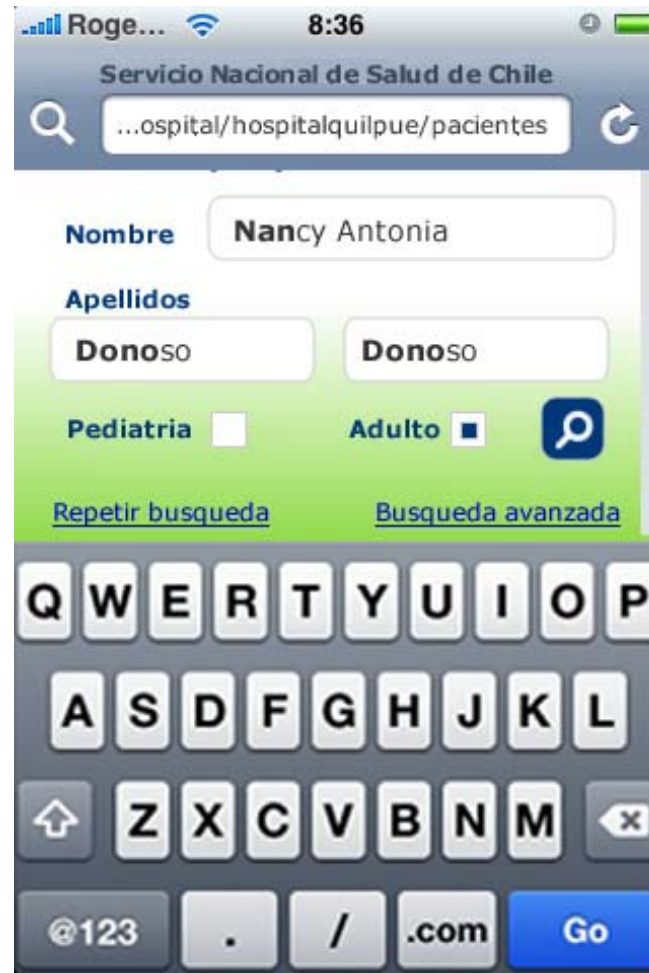 Roge... 8:36
Servicio Nacional de Salud de Chile
...ospital/hospitalquilpue/pacientes
Nombre Nancy Antonia
Apellidos
Donoso Donoso
Pediatria Adulto
Repetir busqueda Busqueda avanzada
Q W E R T Y U I O P
A S D F G H J K L
Z X C V B N M
@123 . / .com Go